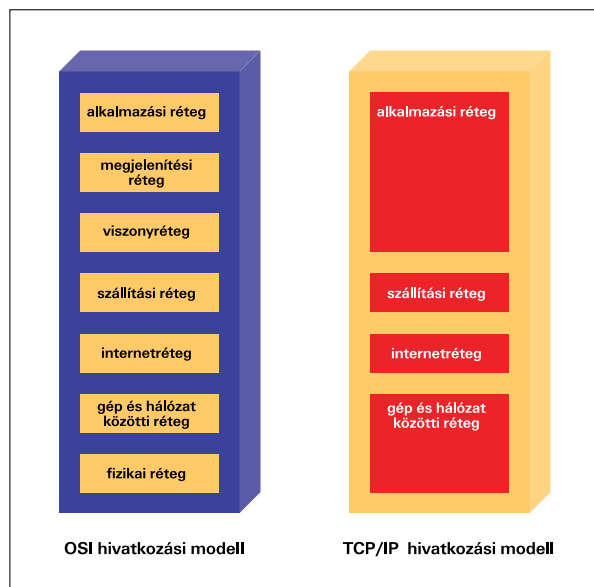 alkalmazási réteg
megjelenítési
réteg
viszonyréteg
szállítási réteg
internetréteg
gép és hálózat
közötti réteg
fizikai réteg
OSI hivatkozási modell
alkalmazási réteg
szállítási réteg
internetréteg
gép és hálózat
közötti réteg
TCP/IP hivatkozási modell